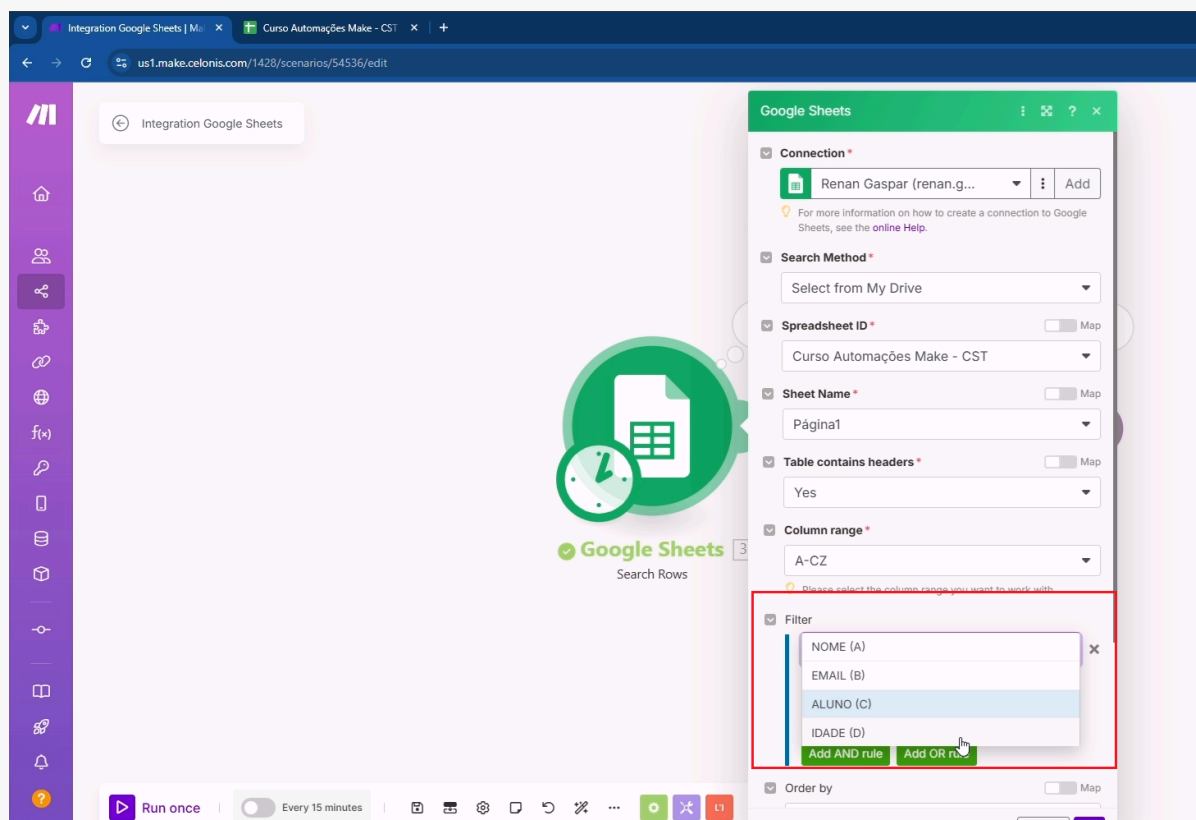 Integration Google Sheets | Ma
Curso Automações Make - CST
us1.make.celonis.com/1428/scenarios/54536/edit
Integration Google Sheets
Google Sheets
Connection *
Renan Gaspar (renan.g...
Add
For more information on how to create a connection to Google
Sheets, see the online Help.
Search Method *
Select from My Drive
Spreadsheet ID *
Map
Curso Automações Make - CST
Sheet Name *
Map
Página1
Table contains headers *
Map
Yes
Column range *
A-CZ
Please select the column range you want to work with
Filter
NOME (A)
EMAIL (B)
ALUNO (C)
IDADE (D)
Add AND rule
Add OR rule
Order by
Map
Google Sheets
3
Search Rows
f(x)
Run once
Every 15 minutes